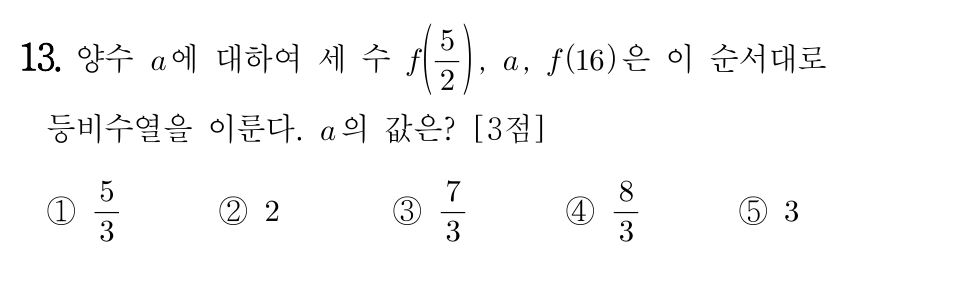 13. 양수 a에 대하여 세 수 f(5/2), a, f(16)은 이 순서대로
등비수열을 이룬다. a의 값은? [3점]
① 5/3 ② 2 ③ 7/3 ④ 8/3 ⑤ 3